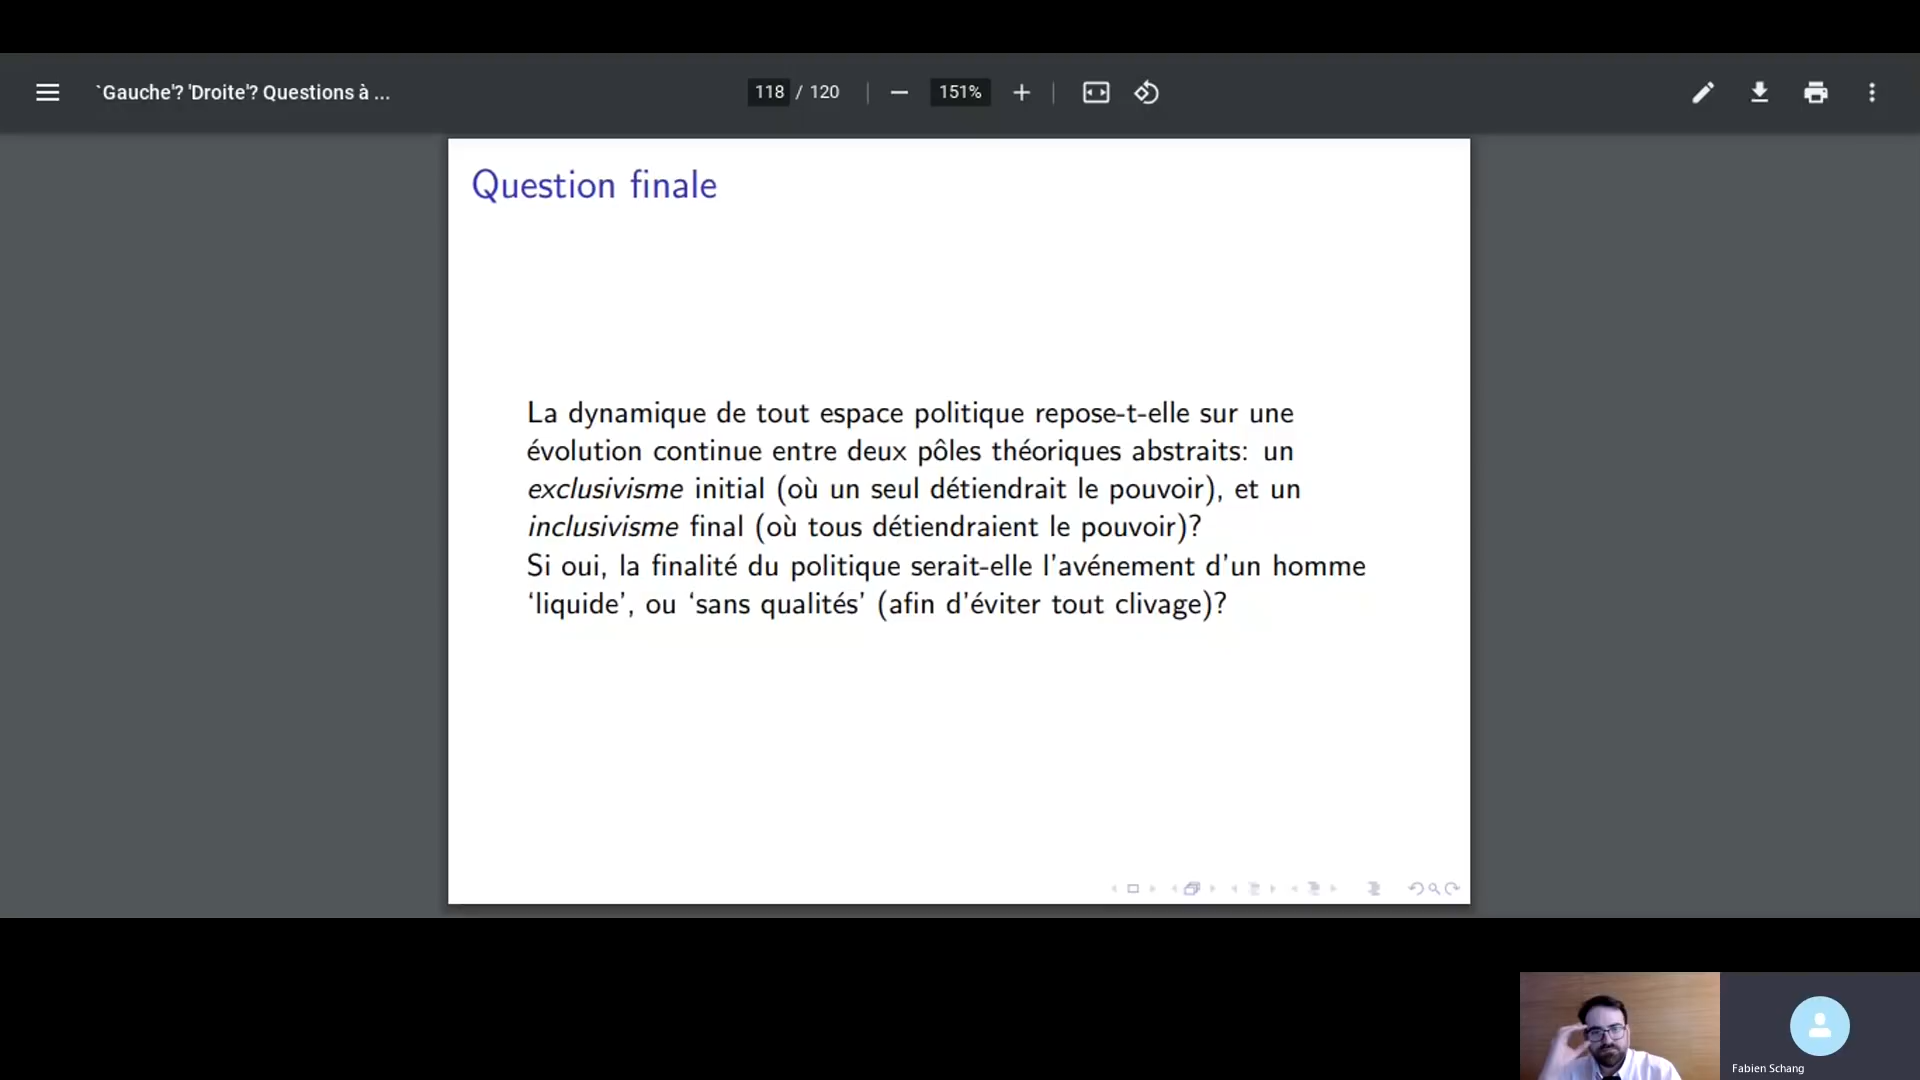 `Gauche'? 'Droite'? Questions à ...
118 / 120
151%
Question finale
La dynamique de tout espace politique repose-t-elle sur une
évolution continue entre deux pôles théoriques abstraits: un
exclusivisme initial (où un seul détiendrait le pouvoir), et un
inclusivisme final (où tous détiendraient le pouvoir)?
Si oui, la finalité du politique serait-elle l'avénement d'un homme
‘liquide’, ou ‘sans qualités’ (afin d'éviter tout clivage)?
Fabien Schang